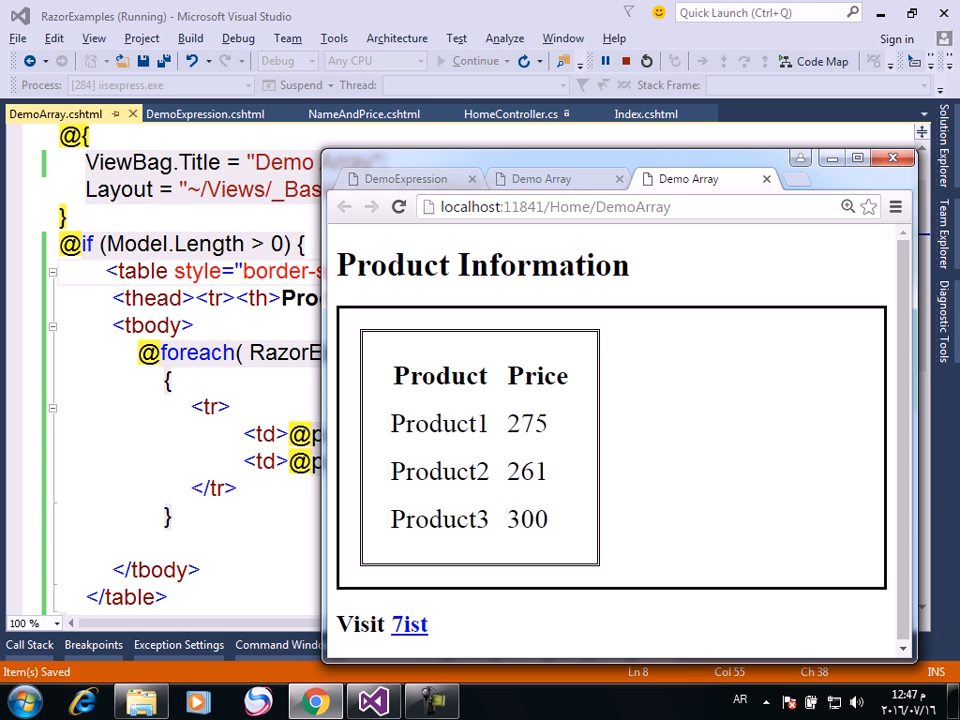 RazorExamples (Running) - Microsoft Visual Studio
Quick Launch (Ctrl+Q)
File Edit View Project Build Debug Team Tools Architecture Test Analyze Window Help Sign in
Debug Any CPU Continue Code Map
Process: [284] iisexpress.exe Suspend Thread: Stack Frame:
DemoArray.cshtml DemoExpression.cshtml NameAndPrice.cshtml HomeController.cs Index.cshtml
Solution Explorer
Team Explorer
Diagnostic Tools
@{
ViewBag.Title = "Demo Array";
Layout = "~/Views/_Bas
}
@if (Model.Length > 0) {
<table style="border-s
<thead><tr><th>Pro
<tbody>
@foreach( RazorE
{
<tr>
<td>@p
<td>@p
</tr>
}
</tbody>
</table>
DemoExpression Demo Array Demo Array
localhost:11841/Home/DemoArray
Product Information
Product Price
Product1 275
Product2 261
Product3 300
Visit 7ist
100 %
Call Stack Breakpoints Exception Settings Command Windo
Item(s) Saved Ln 8 Col 55 Ch 38 INS
AR
12:47 م
٢٠١٦/٠٧/١٦